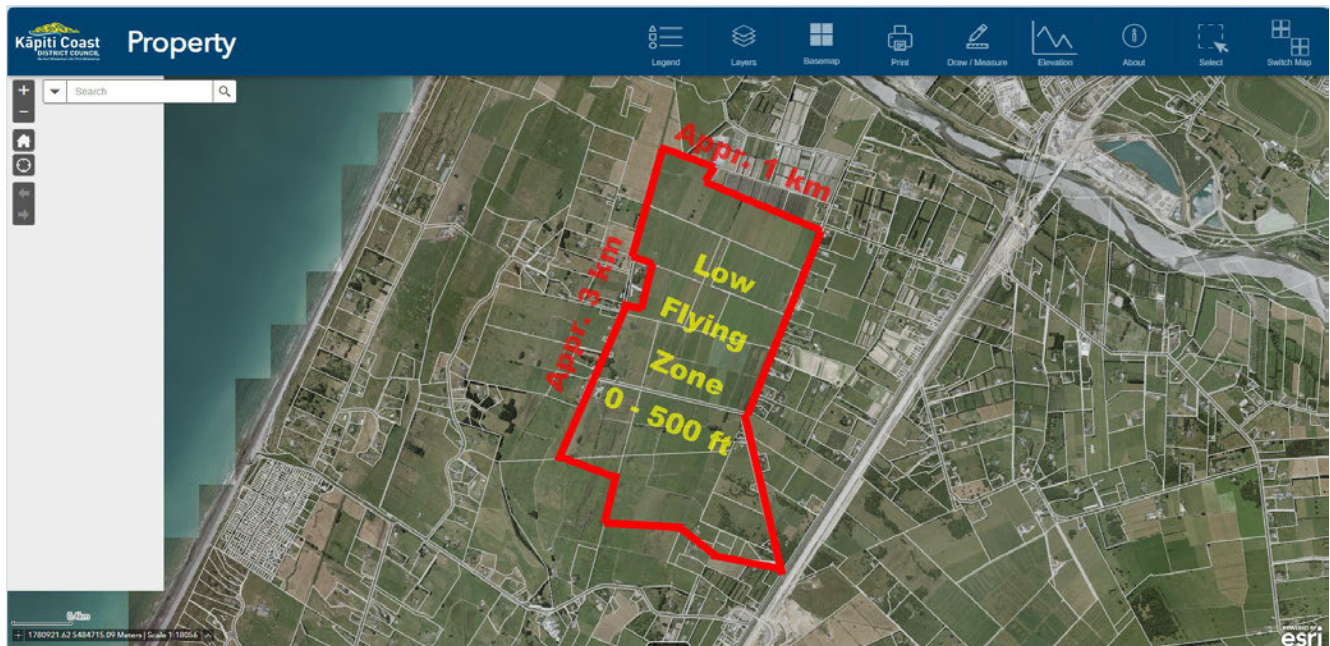 Kāpiti Coast
DISTRICT COUNCIL
Property
Legend
Layers
Basemap
Print
Draw / Measure
Elevation
About
Select
Switch Map
Search
Appr. 1 km
Appr. 3 km
Low
Flying
Zone
0 - 500 ft
0.4km
1780921.62 5484715.09 Meters | Scale 1:18056
POWERED BY
esri